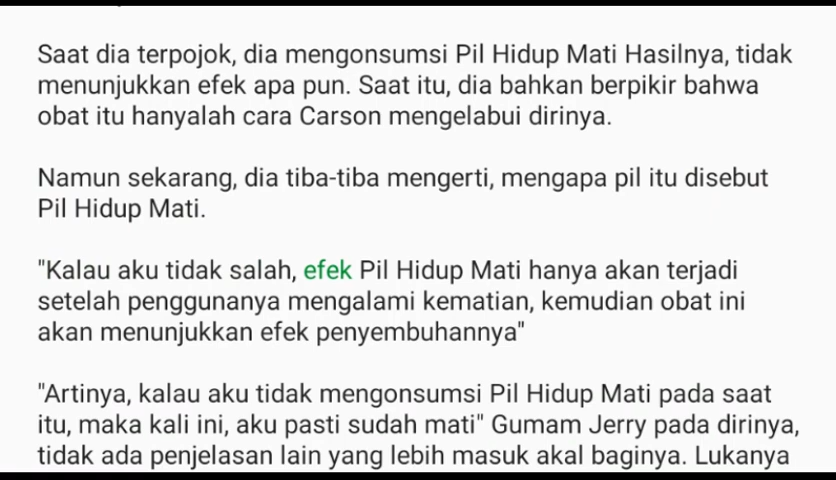 Saat dia terpojok, dia mengonsumsi Pil Hidup Mati Hasilnya, tidak
menunjukkan efek apa pun. Saat itu, dia bahkan berpikir bahwa
obat itu hanyalah cara Carson mengelabui dirinya.
Namun sekarang, dia tiba-tiba mengerti, mengapa pil itu disebut
Pil Hidup Mati.
"Kalau aku tidak salah, efek Pil Hidup Mati hanya akan terjadi
setelah penggunanya mengalami kematian, kemudian obat ini
akan menunjukkan efek penyembuhannya"
"Artinya, kalau aku tidak mengonsumsi Pil Hidup Mati pada saat
itu, maka kali ini, aku pasti sudah mati" Gumam Jerry pada dirinya,
tidak ada penjelasan lain yang lebih masuk akal baginya. Lukanya